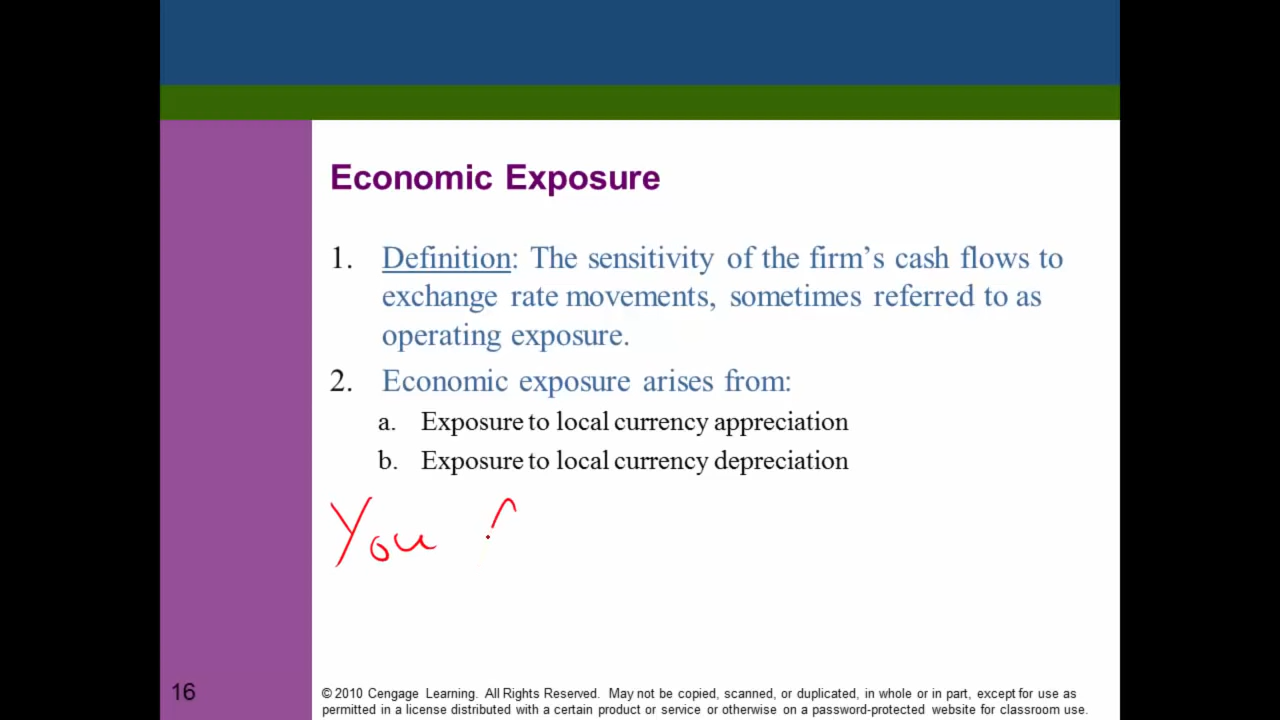 Economic Exposure
1. Definition: The sensitivity of the firm's cash flows to
exchange rate movements, sometimes referred to as
operating exposure.
2. Economic exposure arises from:
a. Exposure to local currency appreciation
b. Exposure to local currency depreciation
You
16
© 2010 Cengage Learning. All Rights Reserved. May not be copied, scanned, or duplicated, in whole or in part, except for use as
permitted in a license distributed with a certain product or service or otherwise on a password-protected website for classroom use.